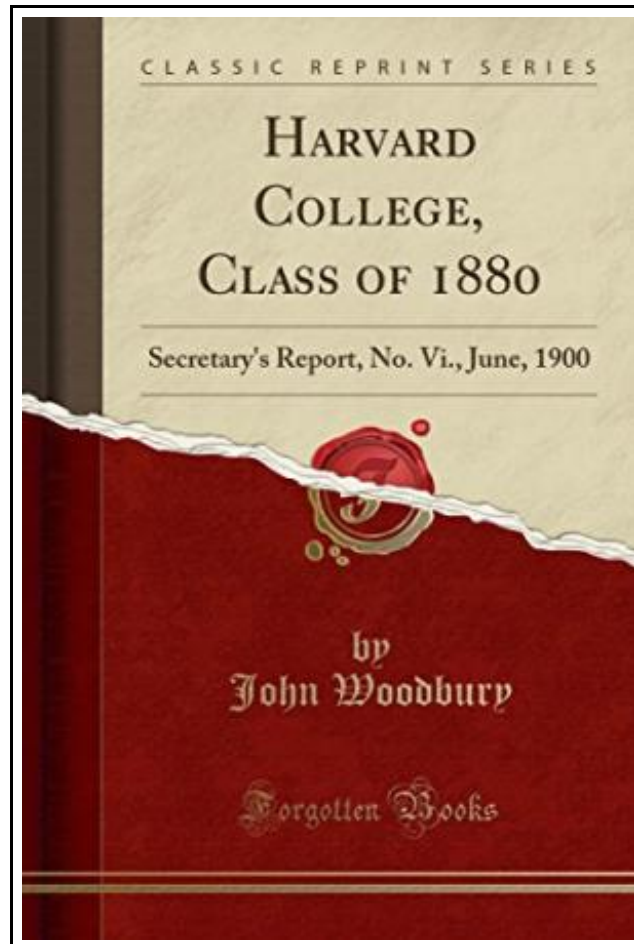 CLASSIC REPRINT SERIES
HARVARD
COLLEGE,
CLASS OF 1880
Secretary's Report, No. Vi., June, 1900
F
by
John Woodbury
Forgotten Books